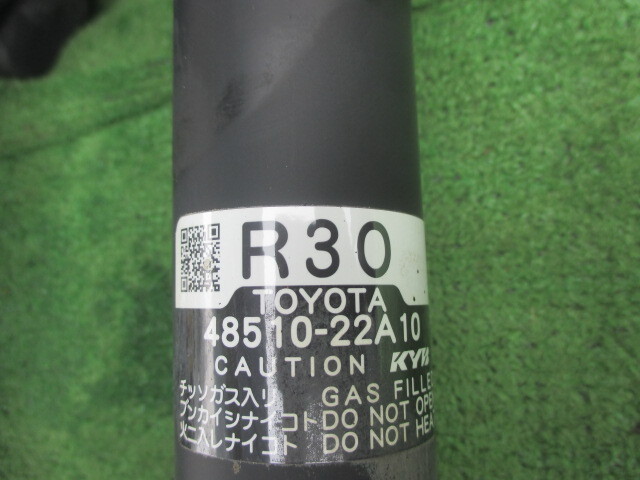 R30
TOYOTA
48510-22A10
CAUTION KYB
チッソガス入リ GAS FILLE
ブンカイシナイコト DO NOT OPE
火ニ入レナイコト DO NOT HEA